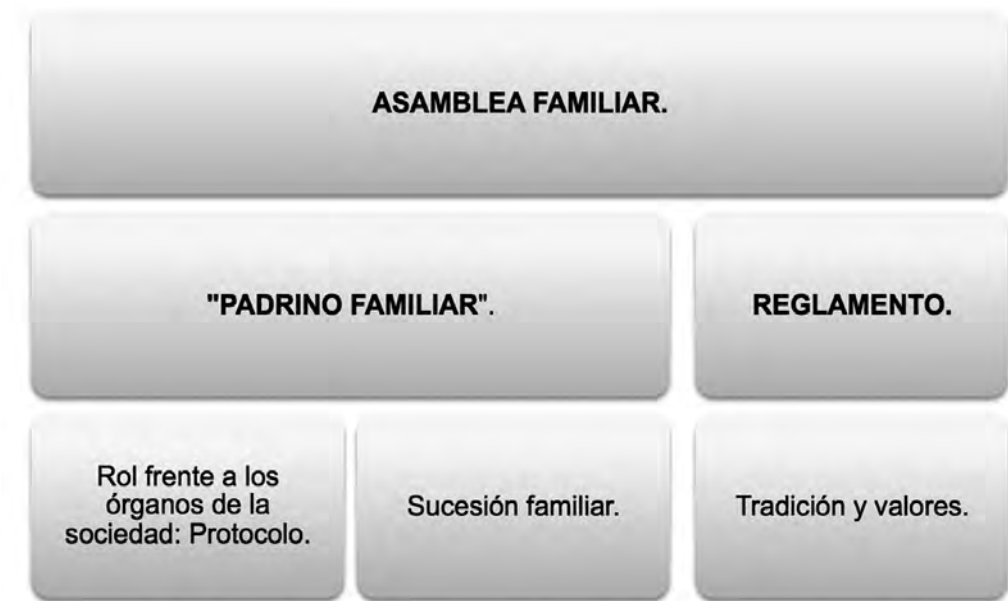 ASAMBLEA FAMILIAR.
"PADRINO FAMILIAR".
REGLAMENTO.
Rol frente a los
órganos de la
sociedad: Protocolo.
Sucesión familiar.
Tradición y valores.